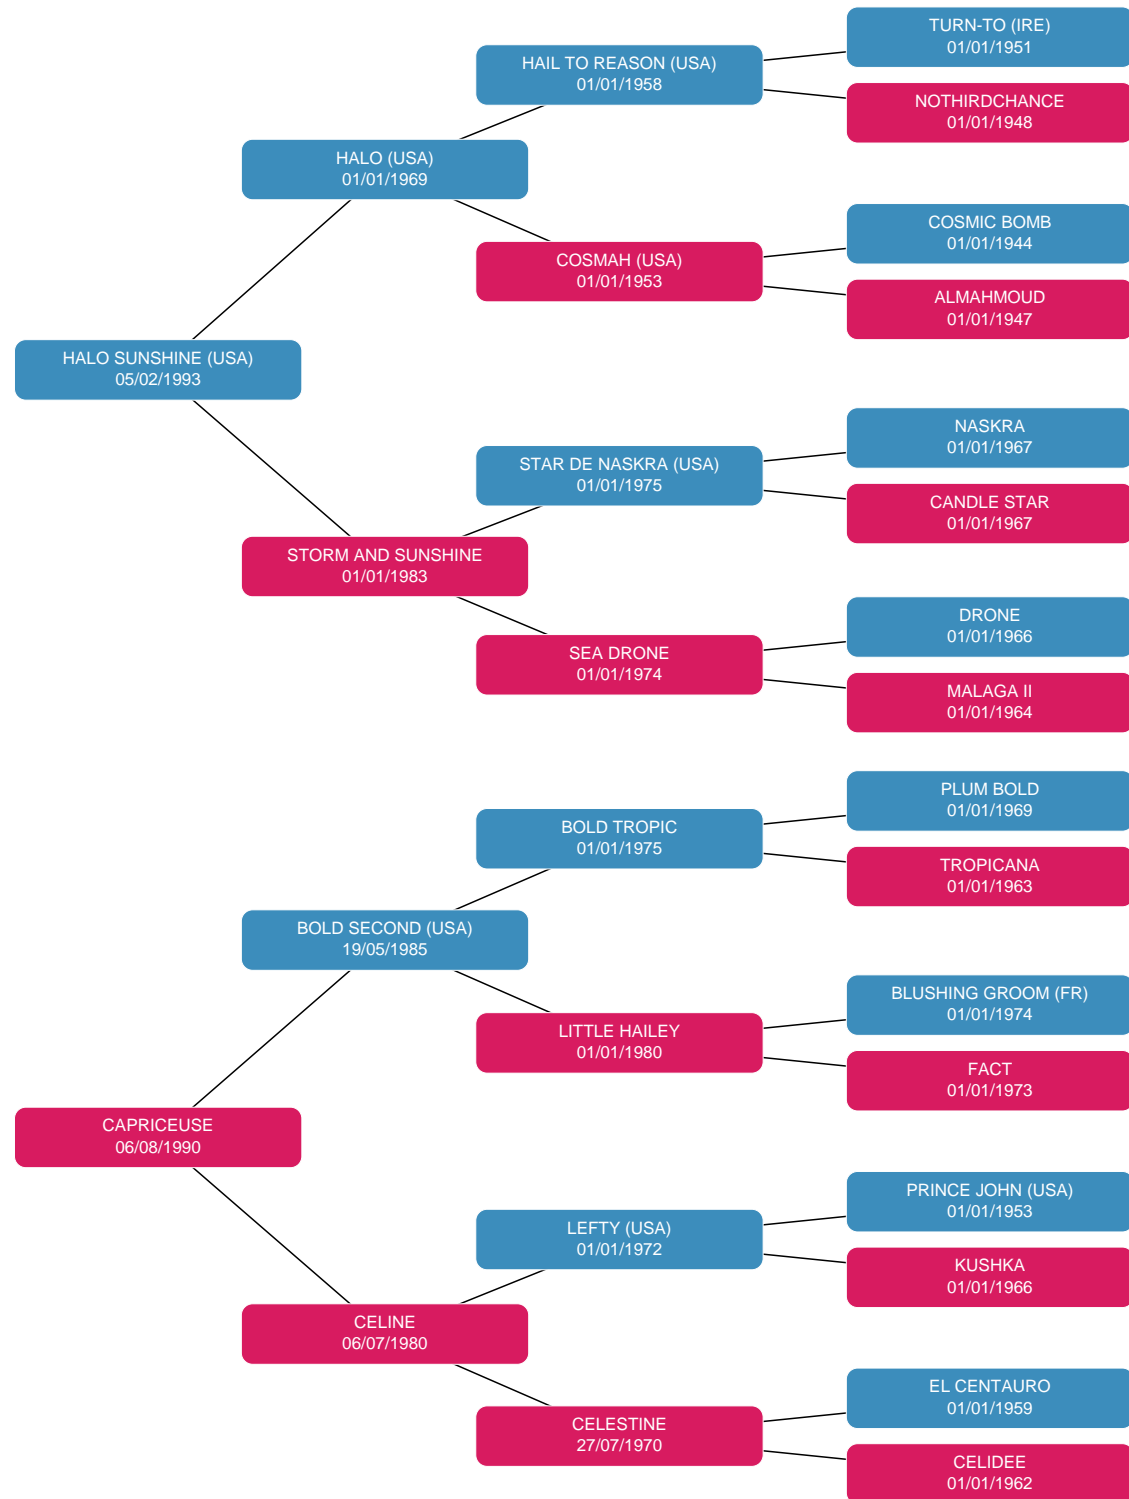 TURN-TO (IRE)
01/01/1951
HAIL TO REASON (USA)
01/01/1958
NOTHIRDCHANCE
01/01/1948
HALO (USA)
01/01/1969
COSMIC BOMB
01/01/1944
COSMAH (USA)
01/01/1953
ALMAHMOUD
01/01/1947
HALO SUNSHINE (USA)
05/02/1993
NASKRA
01/01/1967
STAR DE NASKRA (USA)
01/01/1975
CANDLE STAR
01/01/1967
STORM AND SUNSHINE
01/01/1983
DRONE
01/01/1966
SEA DRONE
01/01/1974
MALAGA II
01/01/1964
PLUM BOLD
01/01/1969
BOLD TROPIC
01/01/1975
TROPICANA
01/01/1963
BOLD SECOND (USA)
19/05/1985
BLUSHING GROOM (FR)
01/01/1974
LITTLE HAILEY
01/01/1980
FACT
01/01/1973
CAPRICEUSE
06/08/1990
PRINCE JOHN (USA)
01/01/1953
LEFTY (USA)
01/01/1972
KUSHKA
01/01/1966
CELINE
06/07/1980
EL CENTAURO
01/01/1959
CELESTINE
27/07/1970
CELIDEE
01/01/1962